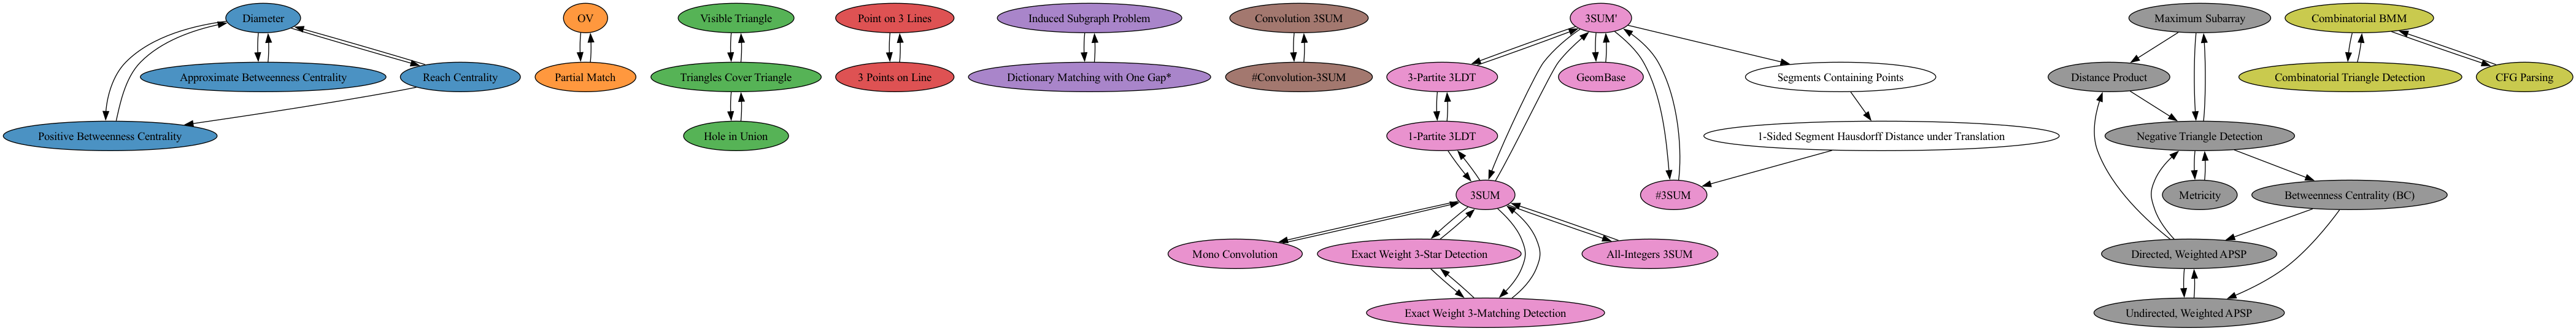 Diameter
OV
Visible Triangle
Point on 3 Lines
Induced Subgraph Problem
Convolution 3SUM
3SUM'
Maximum Subarray
Combinatorial BMM
Approximate Betweenness Centrality
Reach Centrality
Partial Match
Triangles Cover Triangle
3 Points on Line
Dictionary Matching with One Gap*
#Convolution-3SUM
3-Partite 3LDT
GeomBase
Segments Containing Points
Distance Product
Combinatorial Triangle Detection
CFG Parsing
Positive Betweenness Centrality
Hole in Union
1-Partite 3LDT
1-Sided Segment Hausdorff Distance under Translation
Negative Triangle Detection
3SUM
#3SUM
Metricity
Betweenness Centrality (BC)
Mono Convolution
Exact Weight 3-Star Detection
All-Integers 3SUM
Directed, Weighted APSP
Exact Weight 3-Matching Detection
Undirected, Weighted APSP